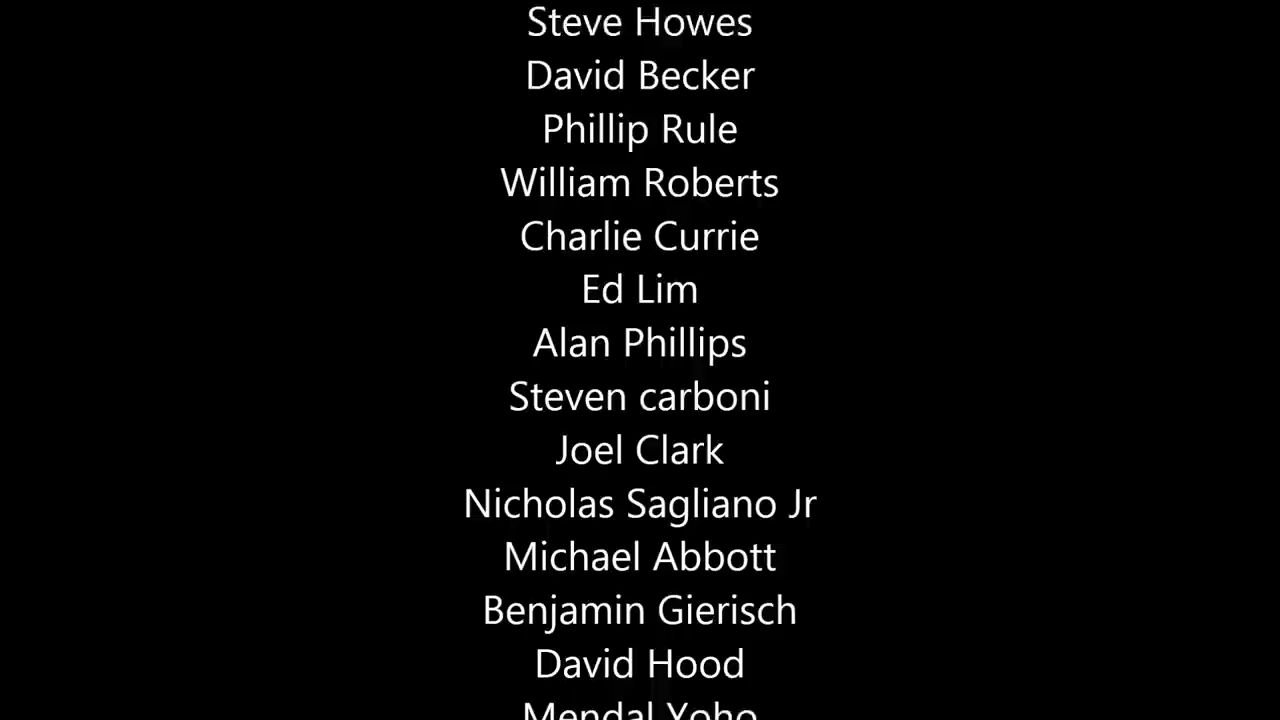 Steve Howes
David Becker
Phillip Rule
William Roberts
Charlie Currie
Ed Lim
Alan Phillips
Steven carboni
Joel Clark
Nicholas Sagliano Jr
Michael Abbott
Benjamin Gierisch
David Hood
Mendal Yoho